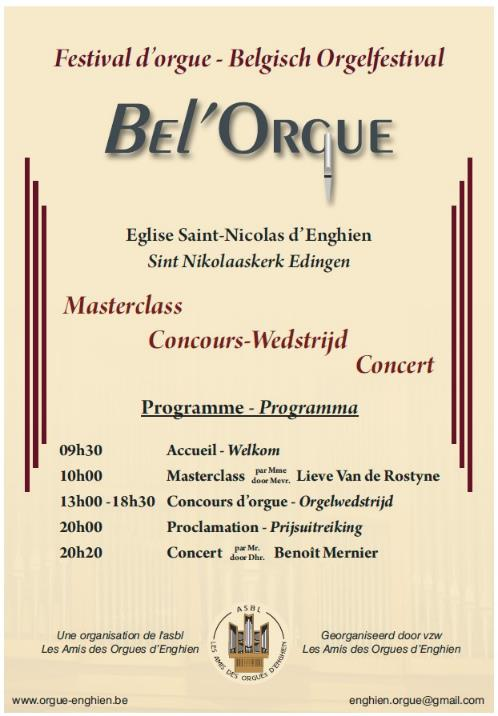 Festival d'orgue - Belgisch Orgelfestival
Bel'Orgue
Eglise Saint-Nicolas d'Enghien
Sint Nikolaaskerk Edingen
Masterclass
Concours-Wedstrijd
Concert
Programme - Programma
09h30 Accueil - Welkom
10h00 Masterclass par Mme door Mevr. Lieve Van de Rostyne
13h00 -18h30 Concours d'orgue - Orgelwedstrijd
20h00 Proclamation - Prijsuitreiking
20h20 Concert par Mr. door Dhr. Benoît Mernier
Une organisation de l'asbl
Les Amis des Orgues d'Enghien
ASBL
LES AMIS DES ORGUES D'ENGHIEN
Georganiseerd door vzw
Les Amis des Orgues d'Enghien
www.orgue-enghien.be
enghien.orgue@gmail.com